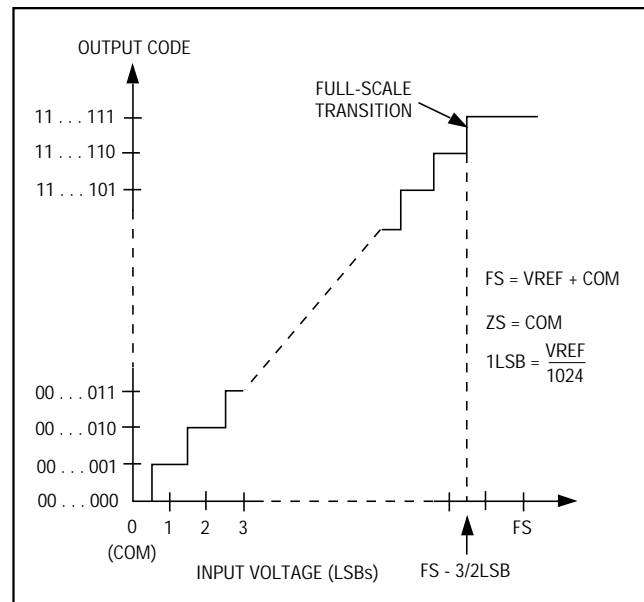 OUTPUT CODE
FULL-SCALE
TRANSITION
11 . . . 111
11 . . . 110
11 . . . 101
FS = VREF + COM
ZS = COM
1LSB = VREF
1024
00 . . . 011
00 . . . 010
00 . . . 001
00 . . . 000
0 1 2 3 FS
(COM)
INPUT VOLTAGE (LSBs) FS - 3/2LSB